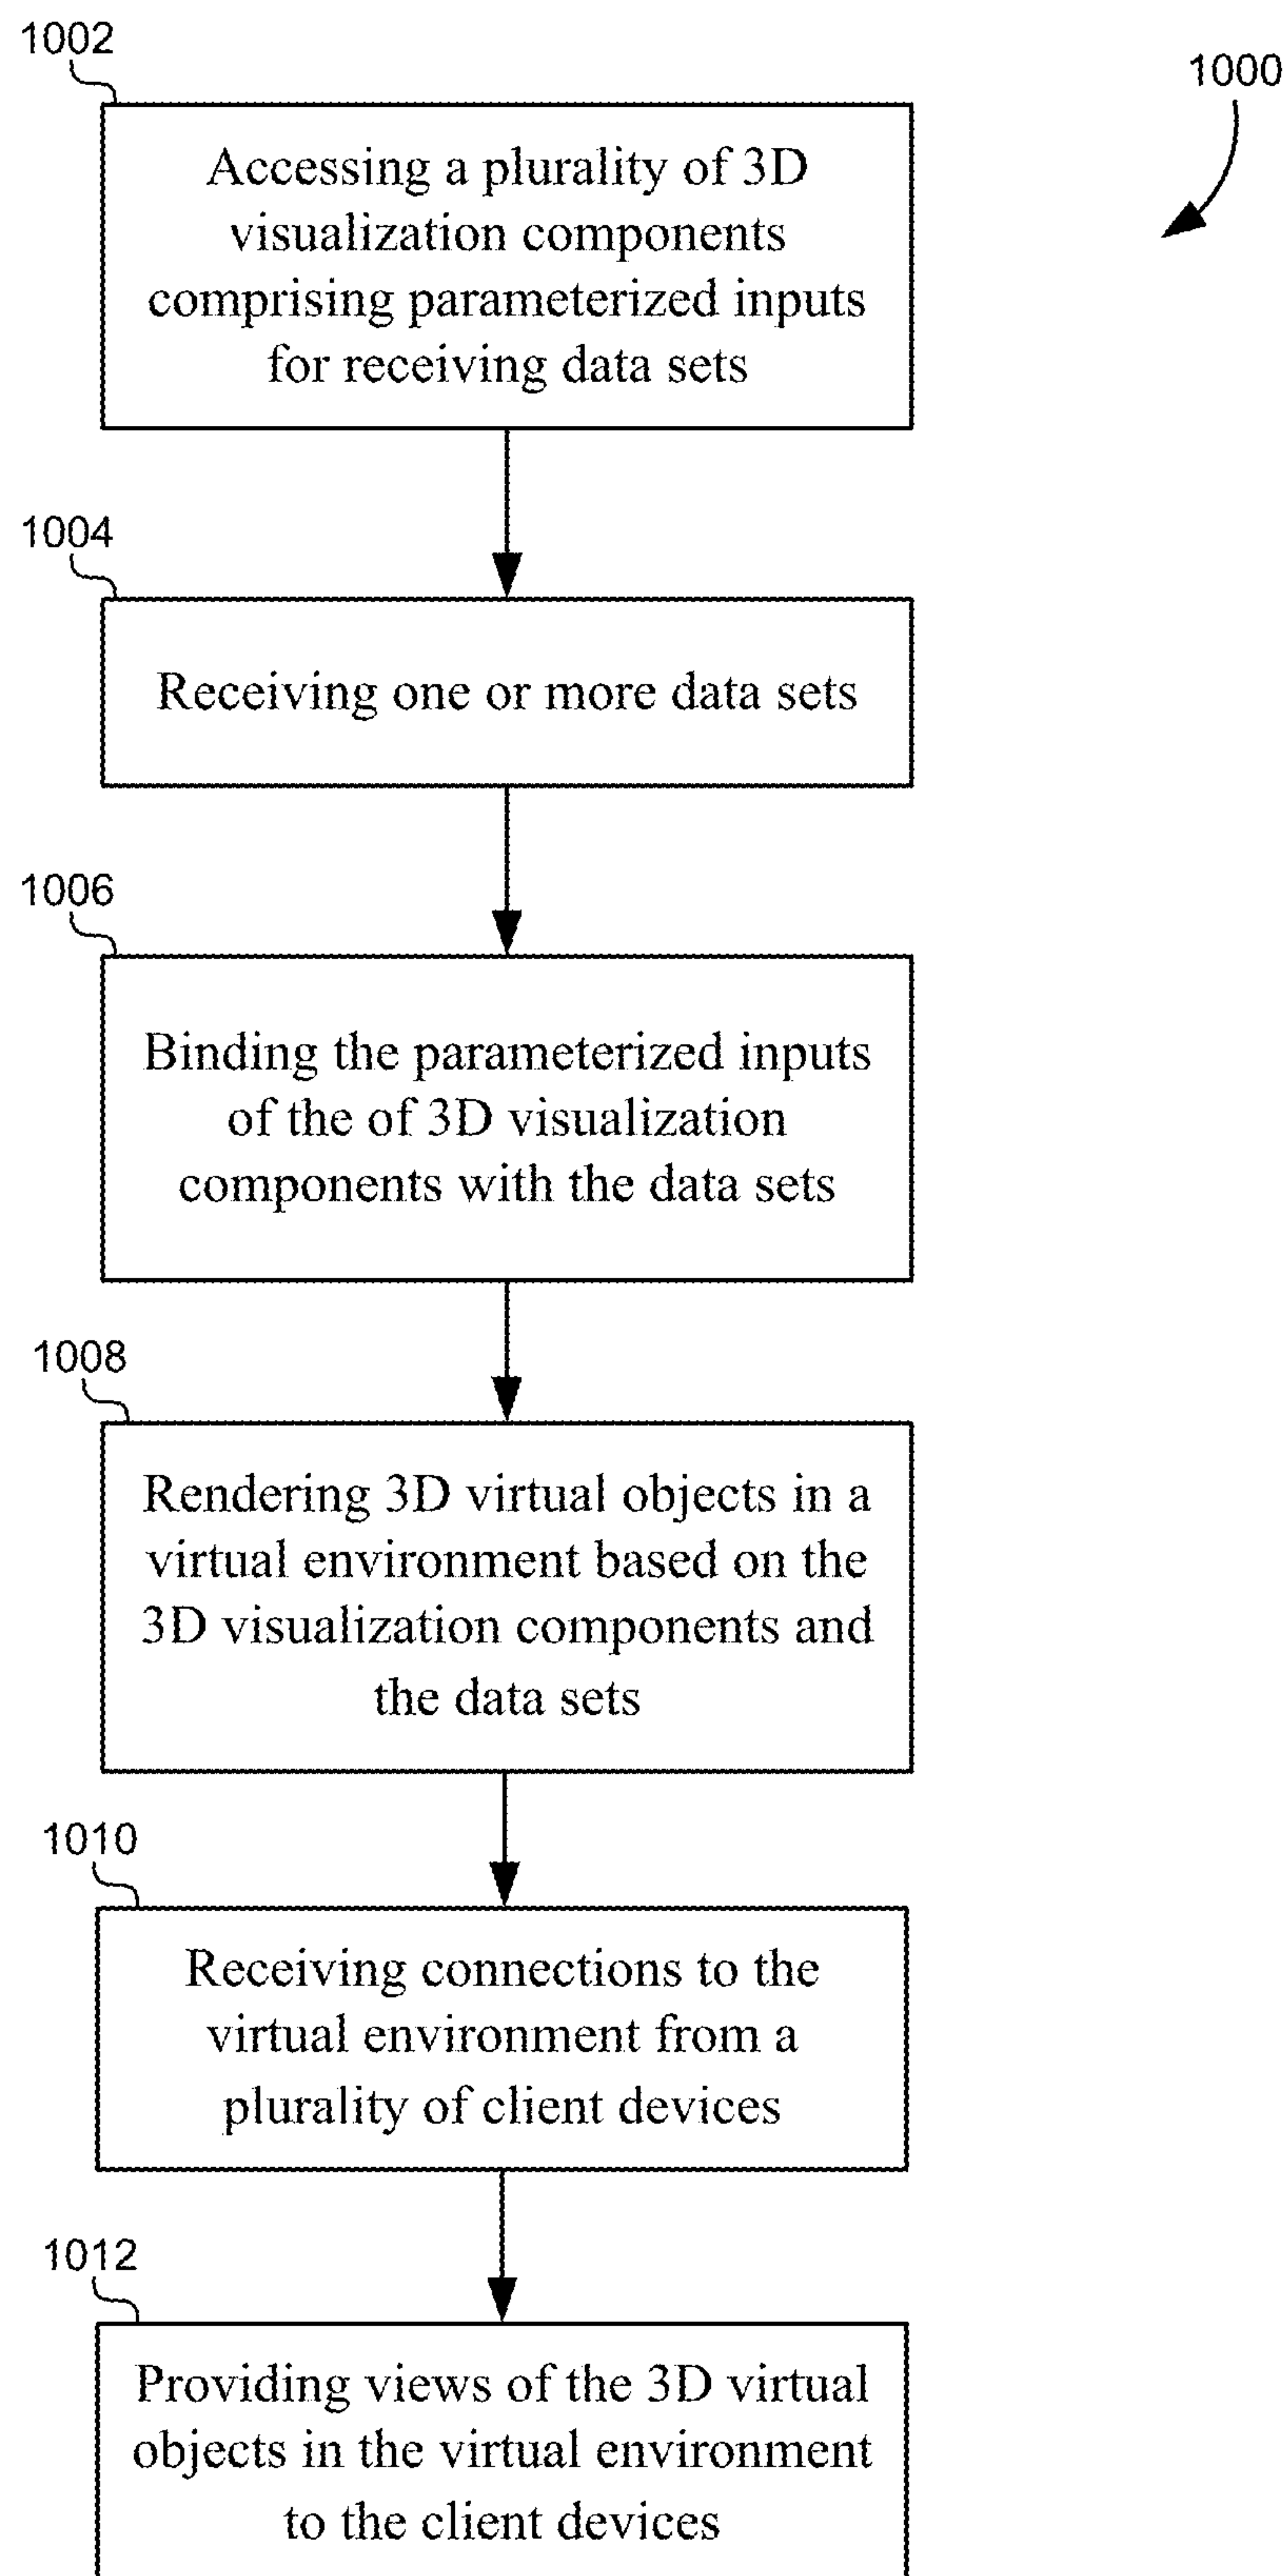 1002
1000
Accessing a plurality of 3D
visualization components
comprising parameterized inputs
for receiving data sets
1004
Receiving one or more data sets
1006
Binding the parameterized inputs
of the of 3D visualization
components with the data sets
1008
Rendering 3D virtual objects in a
virtual environment based on the
3D visualization components and
the data sets
1010
Receiving connections to the
virtual environment from a
plurality of client devices
1012
Providing views of the 3D virtual
objects in the virtual environment
to the client devices